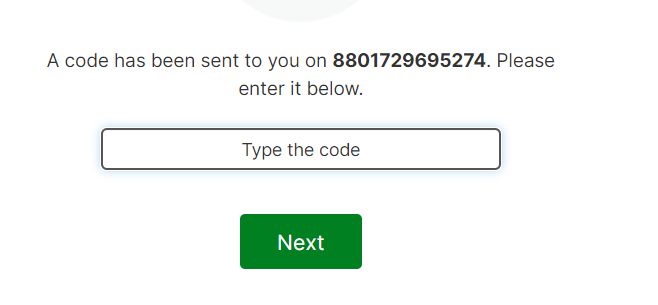 A code has been sent to you on 8801729695274. Please
enter it below.
Type the code
Next